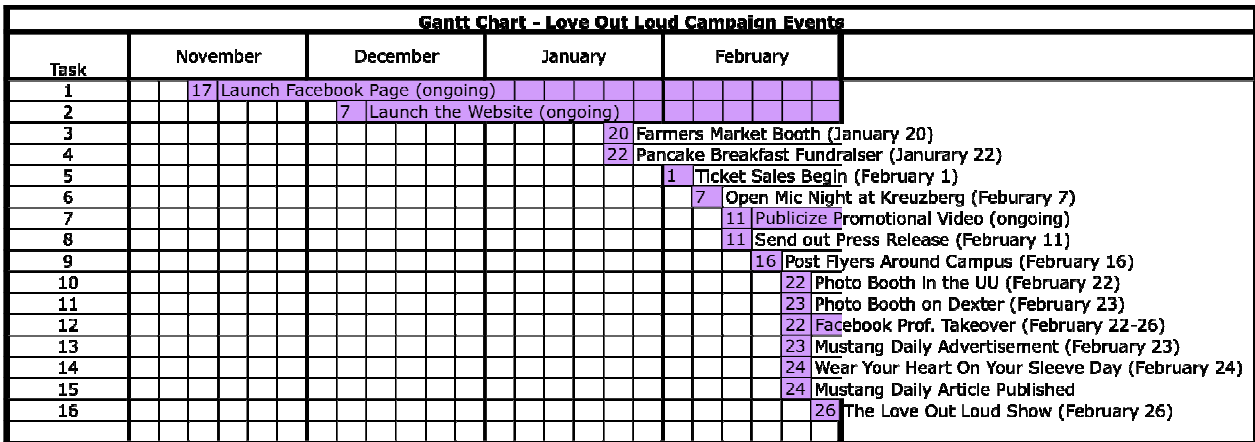 Gantt Chart - Love Out Loud Campaign Events
Task November December January February
1 17 Launch Facebook Page (ongoing)
2 7 Launch the Website (ongoing)
3 20 Farmers Market Booth (January 20)
4 22 Pancake Breakfast Fundraiser (Janurary 22)
5 1 Ticket Sales Begin (February 1)
6 7 Open Mic Night at Kreuzberg (Feburary 7)
7 11 Publicize Promotional Video (ongoing)
8 11 Send out Press Release (February 11)
9 16 Post Flyers Around Campus (February 16)
10 22 Photo Booth in the UU (February 22)
11 23 Photo Booth on Dexter (February 23)
12 22 Facebook Prof. Takeover (February 22-26)
13 23 Mustang Daily Advertisement (February 23)
14 24 Wear Your Heart On Your Sleeve Day (February 24)
15 24 Mustang Daily Article Published
16 26 The Love Out Loud Show (February 26)